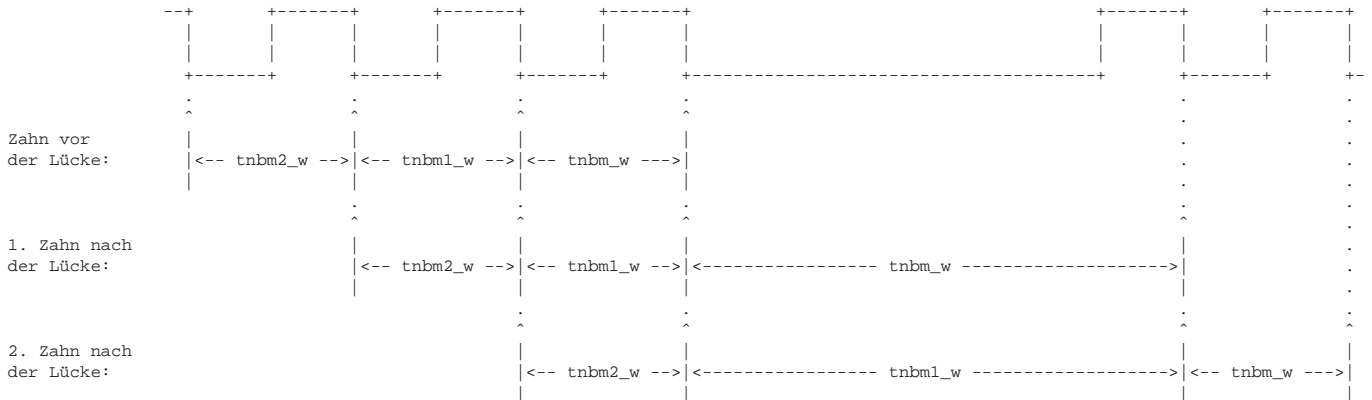 Zahn vor
der Lücke: |<-- tnbm2_w -->|<-- tnbm1_w -->|<-- tnbm_w --->|
1. Zahn nach
der Lücke: |<-- tnbm2_w -->|<-- tnbm1_w -->|<---------------- tnbm_w -------------------->|
2. Zahn nach
der Lücke: |<-- tnbm2_w -->|<---------------- tnbm1_w ------------------->|<-- tnbm_w --->|